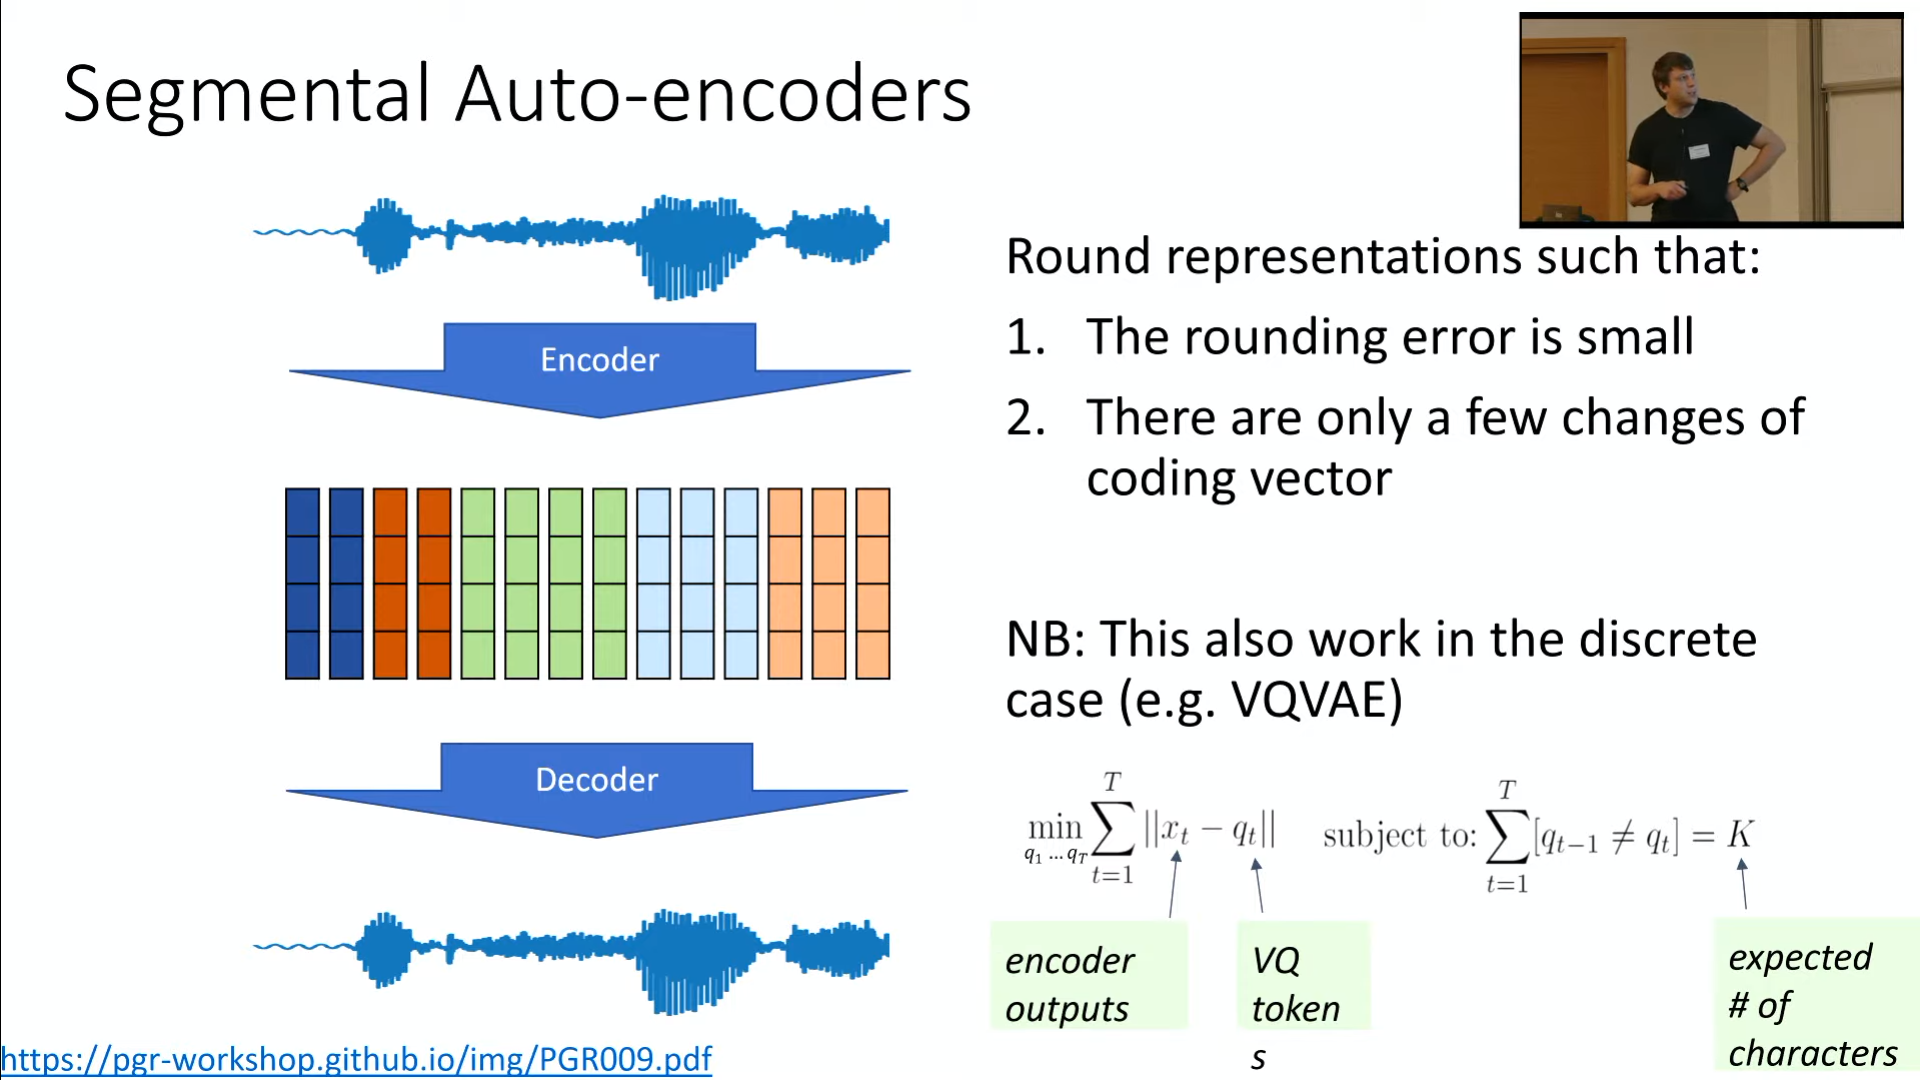 Segmental Auto-encoders
Encoder
Decoder
https://pgr-workshop.github.io/img/PGR009.pdf
Round representations such that:
1. The rounding error is small
2. There are only a few changes of
coding vector
NB: This also work in the discrete
case (e.g. VQVAE)
min_{q_1 ... q_T} \sum_{t=1}^{T} ||x_t − q_t|| subject to: \sum_{t=1}^{T} [q_{t−1} ≠ q_t] = K
encoder
outputs
VQ
token
s
expected
# of
characters